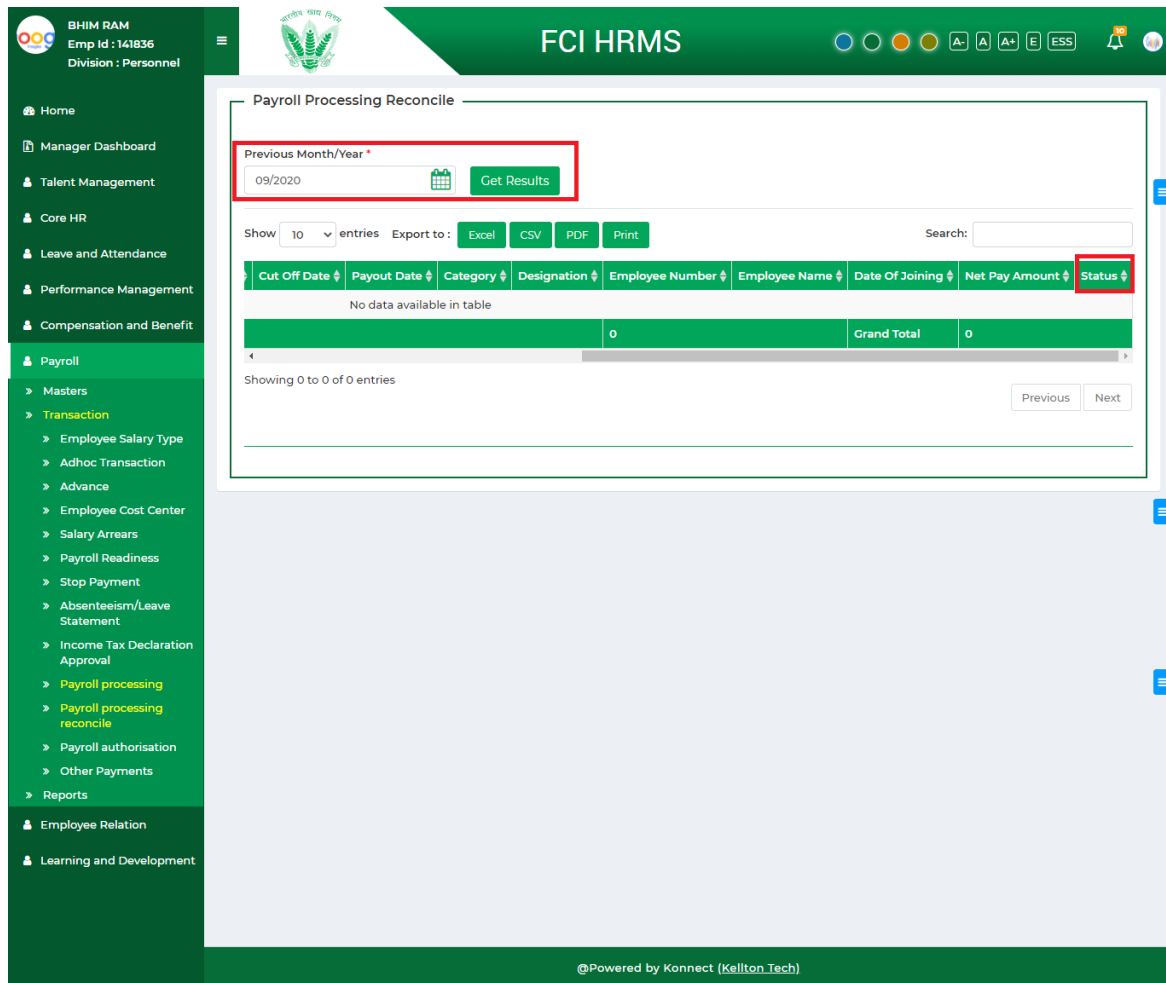 BHIM RAM
Emp Id : 141836
Division : Personnel
FCI HRMS
A- A A+ E ESS
10
Home
Manager Dashboard
Talent Management
Core HR
Leave and Attendance
Performance Management
Compensation and Benefit
Payroll
Masters
Transaction
Employee Salary Type
Adhoc Transaction
Advance
Employee Cost Center
Salary Arrears
Payroll Readiness
Stop Payment
Absenteeism/Leave
Statement
Income Tax Declaration
Approval
Payroll processing
Payroll processing
reconcile
Payroll authorisation
Other Payments
Reports
Employee Relation
Learning and Development
Payroll Processing Reconcile
Previous Month/Year *
09/2020 Get Results
Show 10 entries Export to : Excel CSV PDF Print Search:
Cut Off Date Payout Date Category Designation Employee Number Employee Name Date Of Joining Net Pay Amount Status
No data available in table
0 Grand Total 0
Showing 0 to 0 of 0 entries
Previous Next
@Powered by Konnect (Kellton Tech)